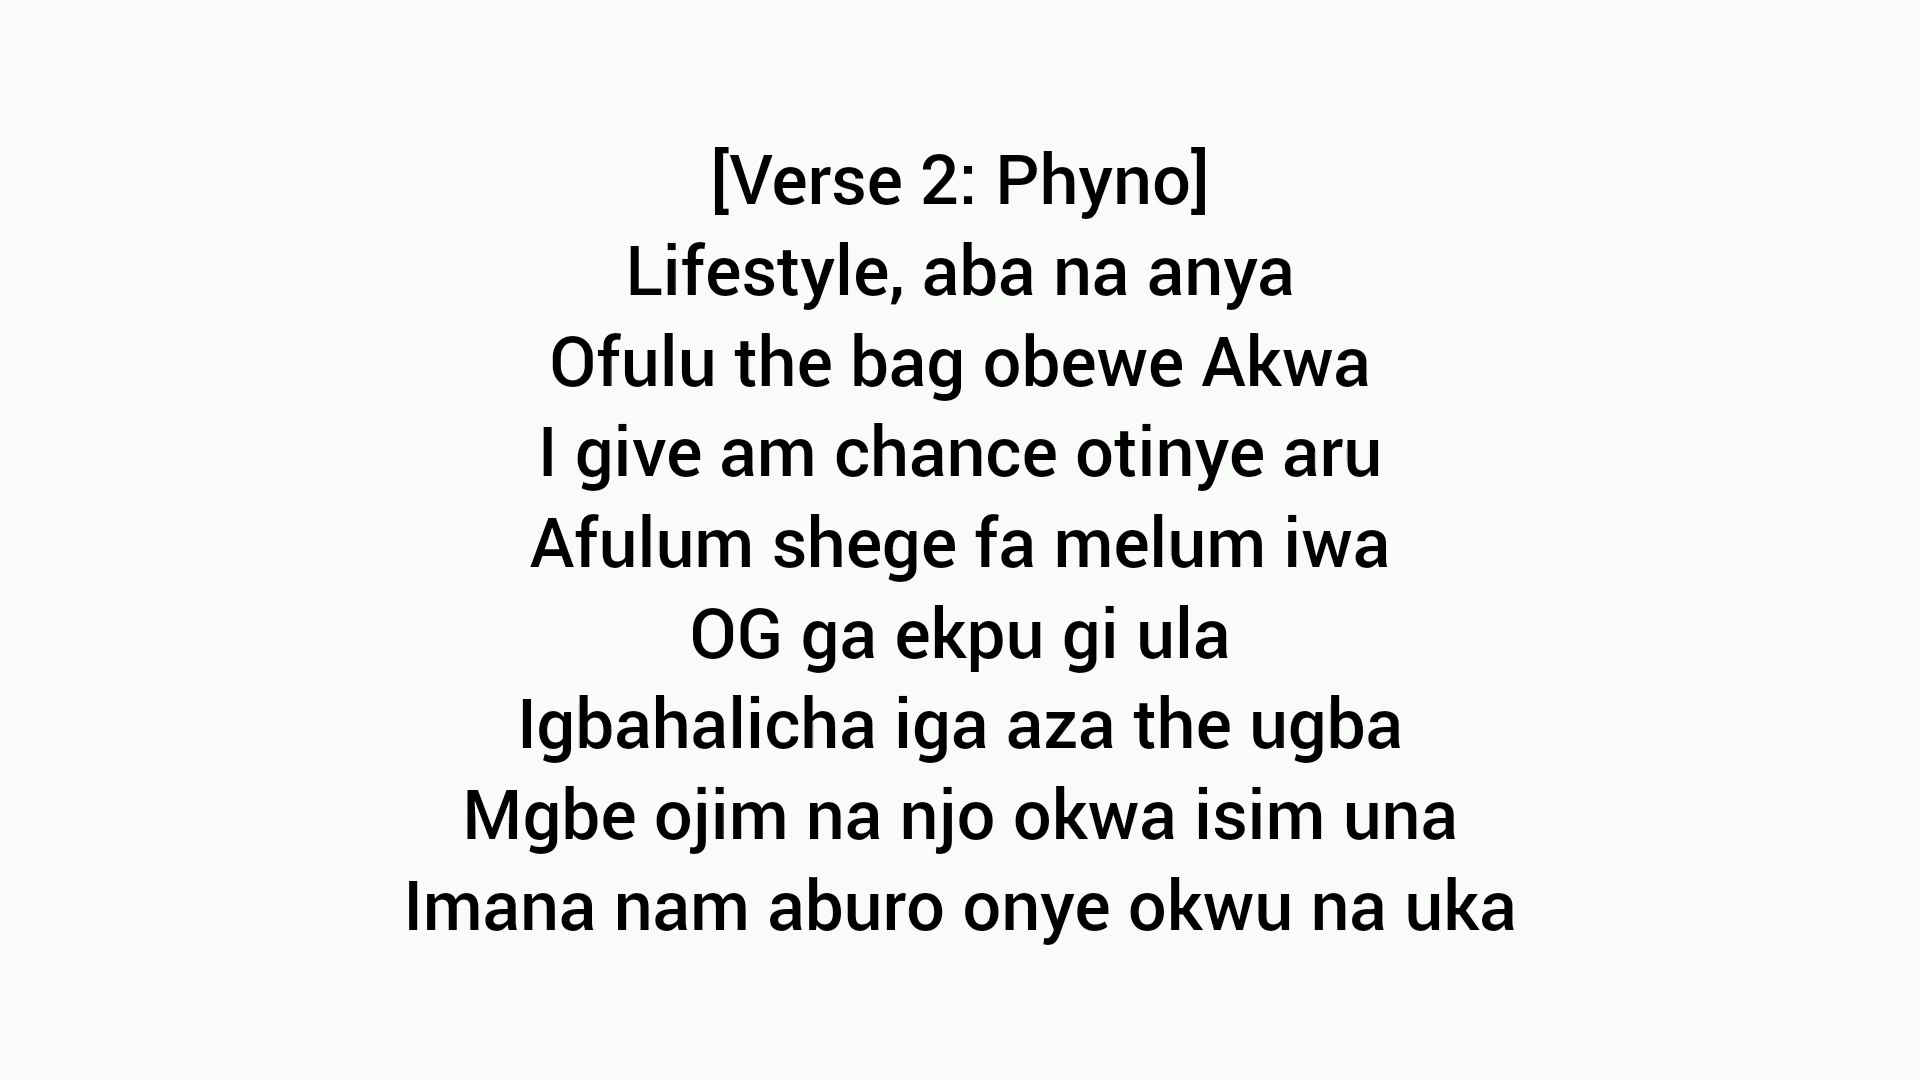 [Verse 2: Phyno]
Lifestyle, aba na anya
Ofulu the bag obewe Akwa
I give am chance otinye aru
Afulum shege fa melum iwa
OG ga ekpu gi ula
Igbahalicha iga aza the ugba
Mgbe ojim na njo okwa isim una
Imana nam aburo onye okwu na uka